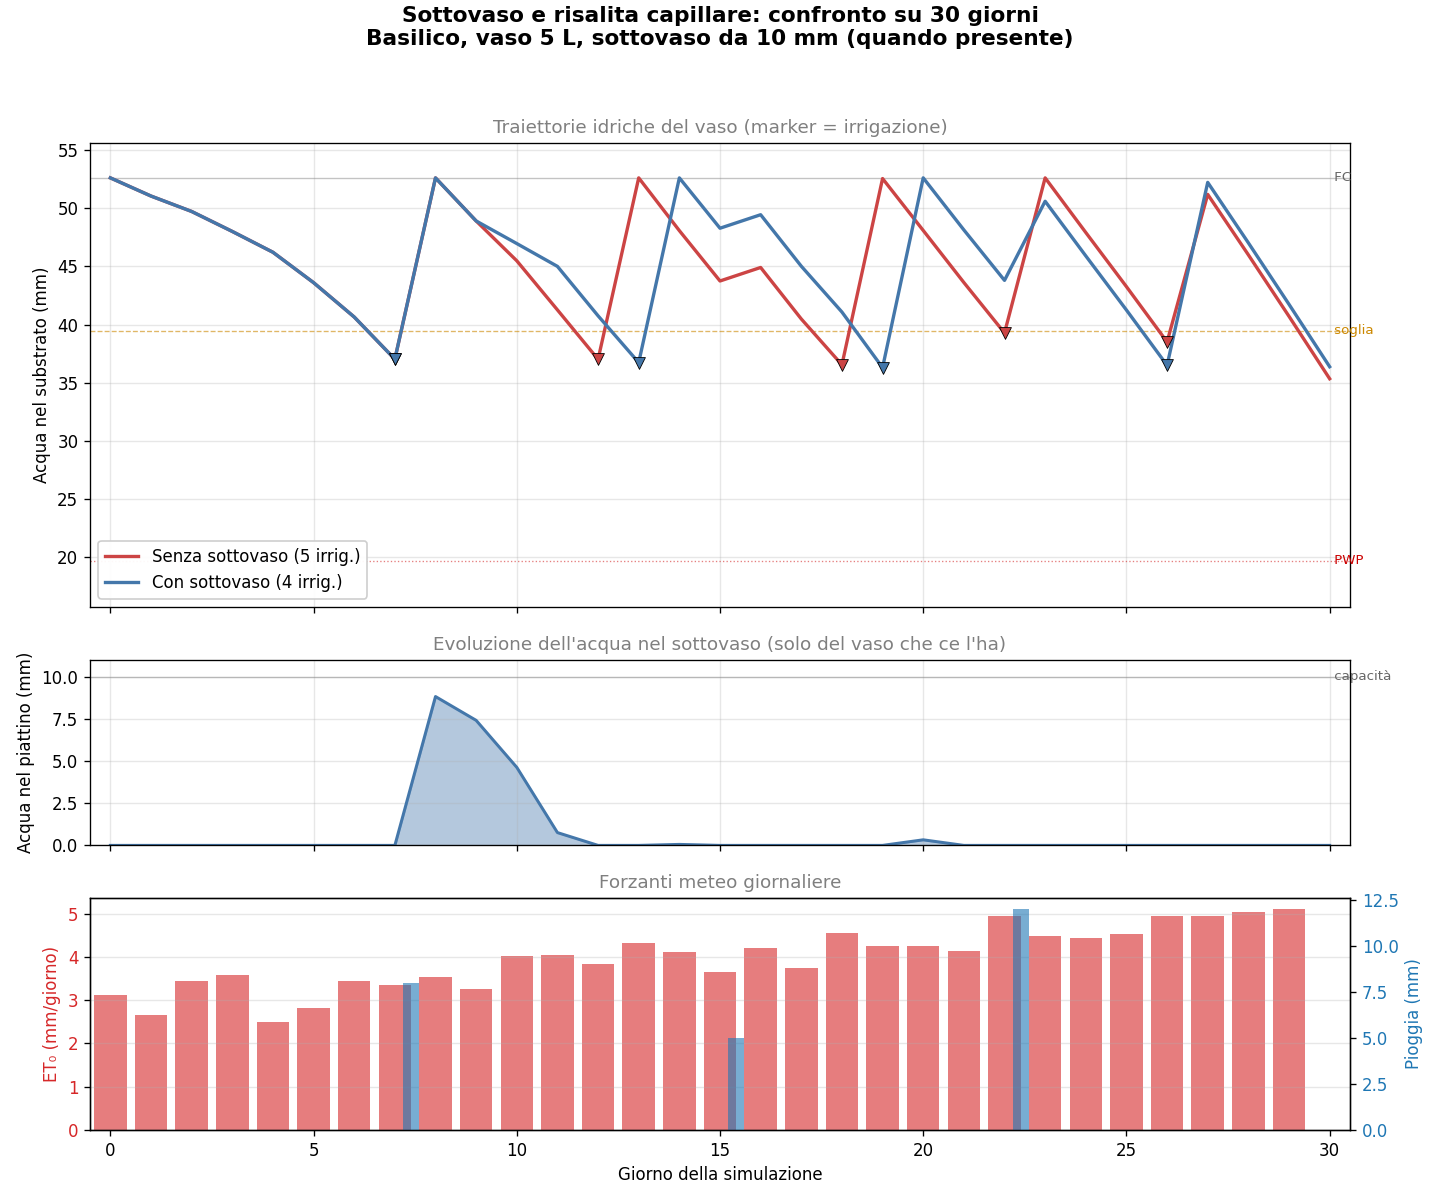 Sottovaso e risalita capillare: confronto su 30 giorni
Basilico, vaso 5 L, sottovaso da 10 mm (quando presente)
Traiettorie idriche del vaso (marker = irrigazione)
Acqua nel substrato (mm)
55
50
45
40
35
30
25
20
FC
soglia
PWP
Senza sottovaso (5 irrig.)
Con sottovaso (4 irrig.)
Evoluzione dell'acqua nel sottovaso (solo del vaso che ce l'ha)
Acqua nel piattino (mm)
10.0
7.5
5.0
2.5
0.0
capacità
Forzanti meteo giornaliere
ET₀ (mm/giorno)
5
4
3
2
1
0
12.5
10.0
7.5
5.0
2.5
0.0
Pioggia (mm)
0 5 10 15 20 25 30
Giorno della simulazione